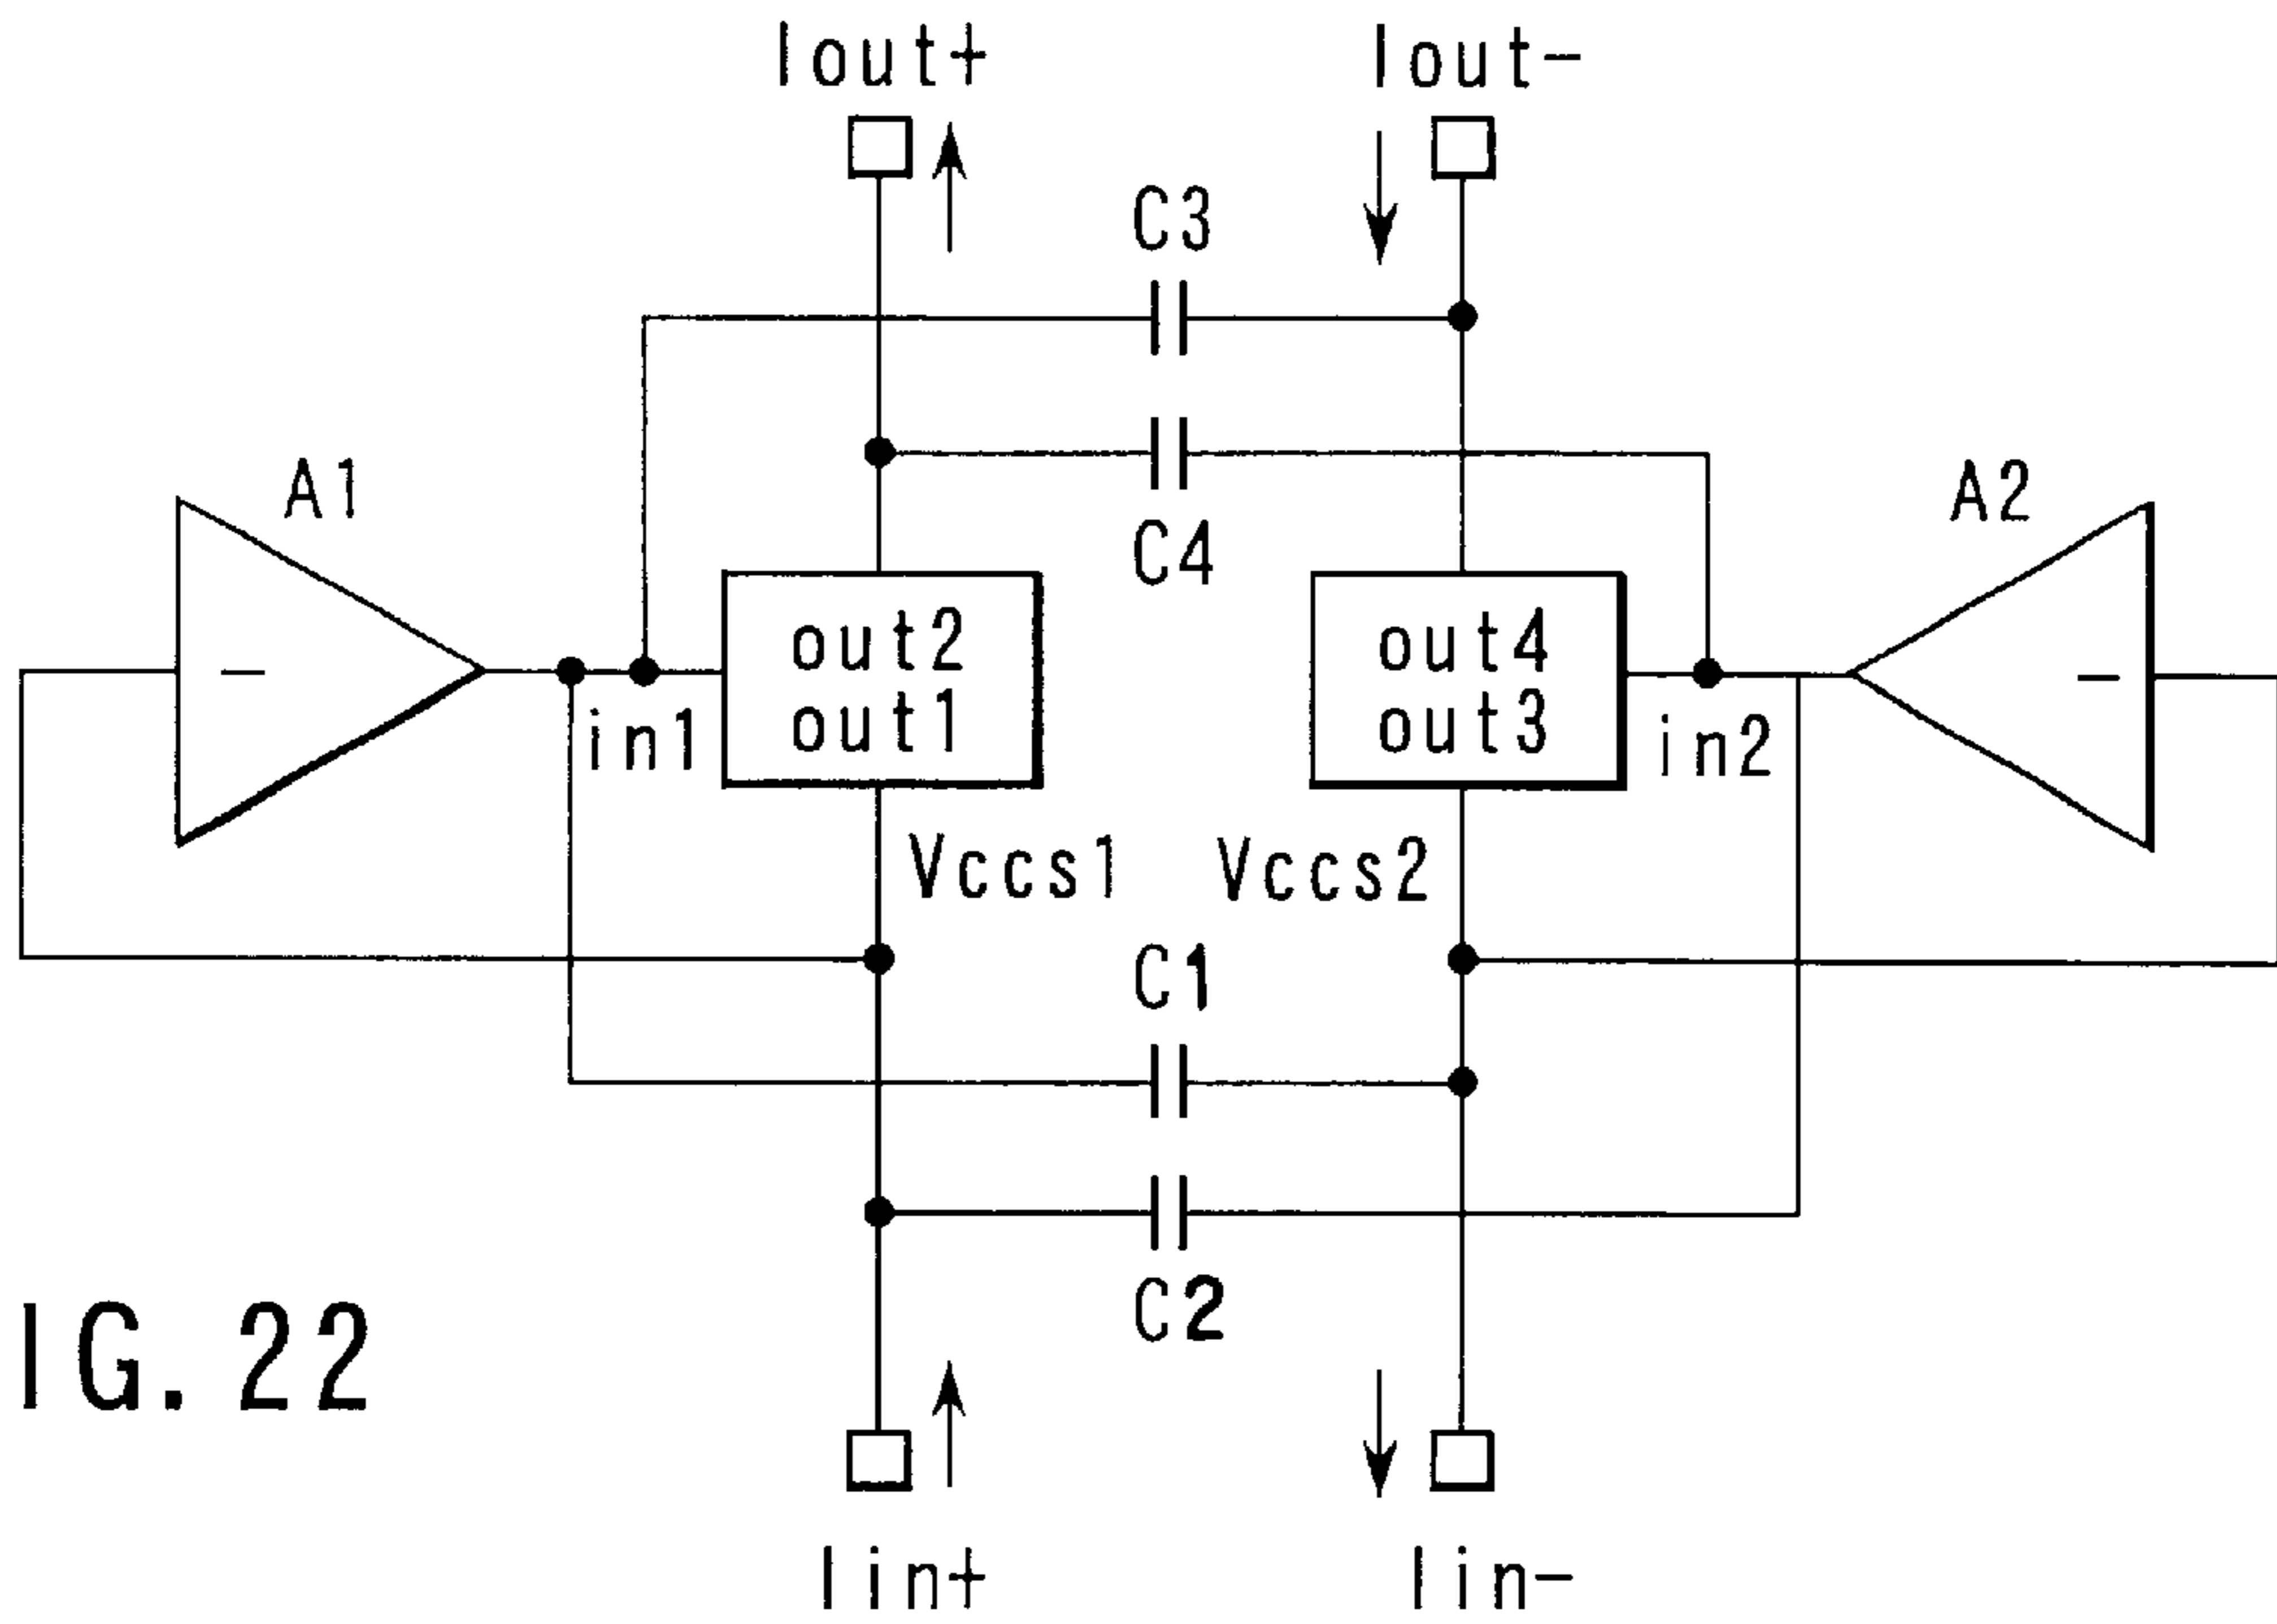 Iout+ Iout-
C3
A1 C4 A2
out2 out4
out1 out3
in1 in2
Vccs1 Vccs2
C1
C2
IG. 22
Iin+ Iin-